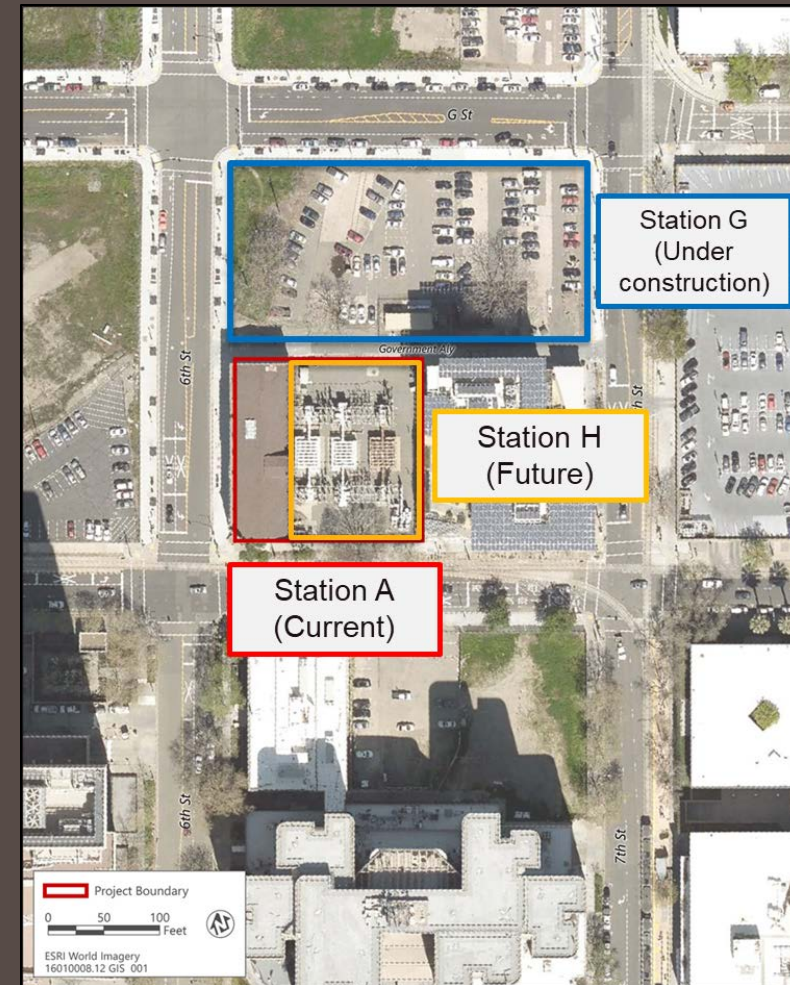 G St
Station G
(Under
construction)
Government Aly
6th St
Station H
(Future)
Station A
(Current)
6th St
7th St
Project Boundary
0 50 100
Feet
N
ESRI World Imagery
16010008.12 GIS 001